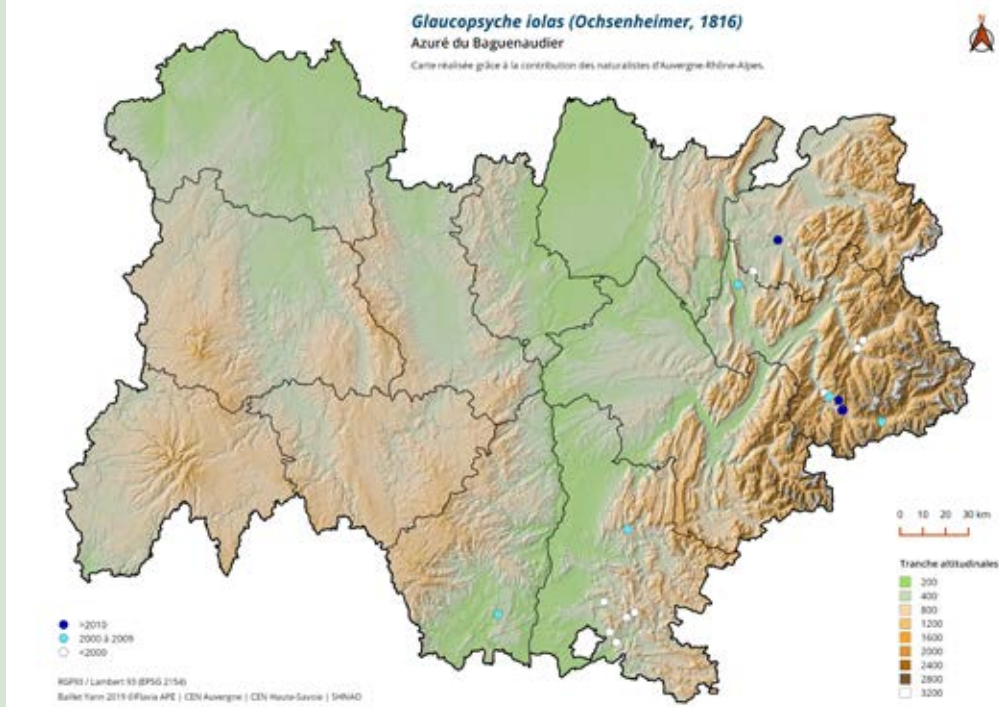 Glaucopsyche iolas (Ochsenheimer, 1816)
Azuré du Baguenaudier
Carte réalisée grâce à la contribution des naturalistes d'Auvergne-Rhône-Alpes.
0 10 20 30 km
Tranche altitudinales
200
400
800
1200
1600
2000
2400
2800
3200
>2010
2000 à 2009
<2000
RGF93 / Lambert 93 (EPSG 2154)
Baillet Yann 2019 ©Flavia APE | CEN Auvergne | CEN Haute-Savoie | SHNAO